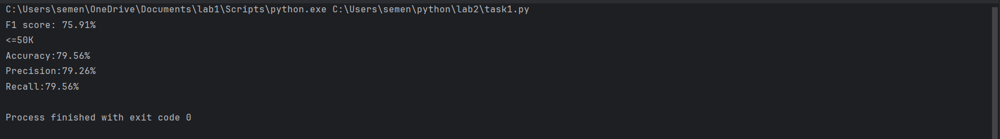 C:\Users\semen\OneDrive\Documents\lab1\Scripts\python.exe C:\Users\semen\python\lab2\task1.py
F1 score: 75.91%
<=50K
Accuracy:79.56%
Precision:79.26%
Recall:79.56%
Process finished with exit code 0